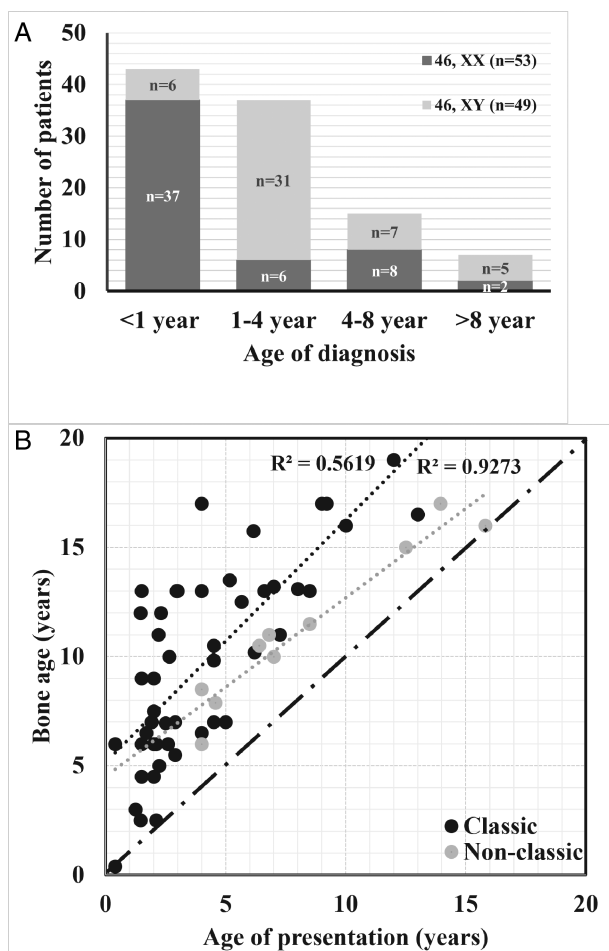 A
50
40
30
20
10
0
Number of patients
46, XX (n=53)
46, XY (n=49)
n=6
n=37
n=31
n=6
n=7
n=8
n=5
n=2
<1 year 1-4 year 4-8 year >8 year
Age of diagnosis
B
20
15
10
5
0
Bone age (years)
R² = 0.5619 R² = 0.9273
Classic
Non-classic
0 5 10 15 20
Age of presentation (years)